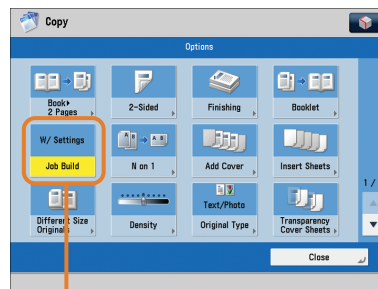 Copy
Options
Book▸
2 Pages
2-Sided
Finishing
Booklet
W/ Settings
Job Build
N on 1
Add Cover
Insert Sheets
1 /
Different Size
Originals
Density
Text/Photo
Original Type
Transparency
Cover Sheets
Close